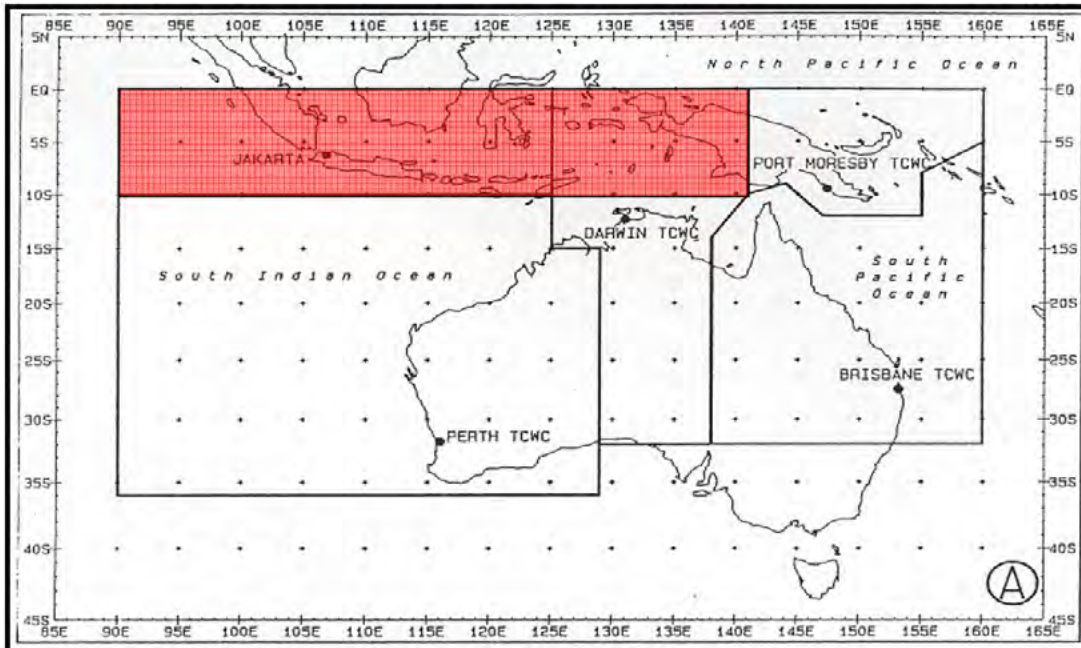 85E 90E 95E 100E 105E 110E 115E 120E 125E 130E 135E 140E 145E 150E 155E 160E 165E
5N 5N
North Pacific Ocean
EQ EQ
5S 5S
JAKARTA PORT MORESBY TCWC
10S 10S
DARWIN TCWC
15S 15S
South Indian Ocean
South
Pacific
Ocean
20S 20S
25S 25S
BRISBANE TCWC
30S 30S
PERTH TCWC
35S 35S
40S 40S
A
45S 45S
85E 90E 95E 100E 105E 110E 115E 120E 125E 130E 135E 140E 145E 150E 155E 160E 165E